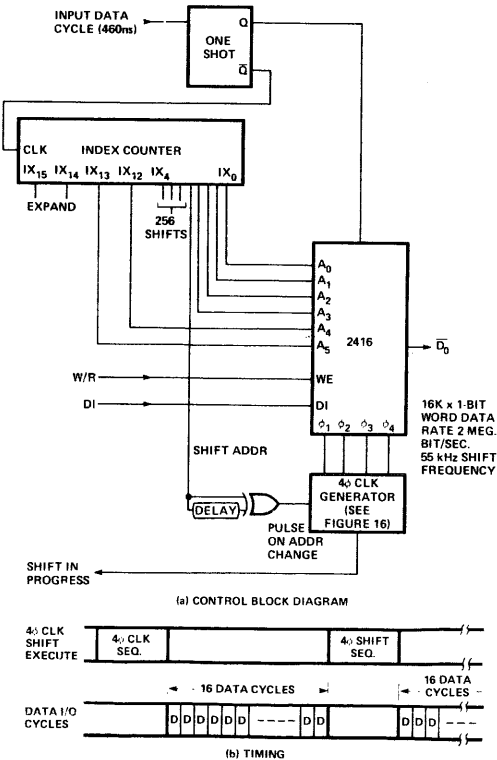 INPUT DATA
CYCLE (460ns)
ONE
SHOT
Q
Q̅
CLK
INDEX COUNTER
IX15 IX14 IX13 IX12 IX4 IX0
EXPAND
256
SHIFTS
A0
A1
A2
A3
A4
A5
2416
D̅0
W/R
WE
DI
DI
ϕ1 ϕ2 ϕ3 ϕ4
16K x 1-BIT
WORD DATA
RATE 2 MEG.
BIT/SEC.
55 kHz SHIFT
FREQUENCY
SHIFT ADDR
DELAY
4ϕ CLK
GENERATOR
(SEE
FIGURE 16)
PULSE
ON ADDR
CHANGE
SHIFT IN
PROGRESS
(a) CONTROL BLOCK DIAGRAM
4ϕ CLK
SHIFT
EXECUTE
4ϕ CLK
SEQ.
4ϕ SHIFT
SEQ.
16 DATA CYCLES
16 DATA
CYCLES
DATA I/O
CYCLES
D D D D D D ---- D D
D D D ----
(b) TIMING